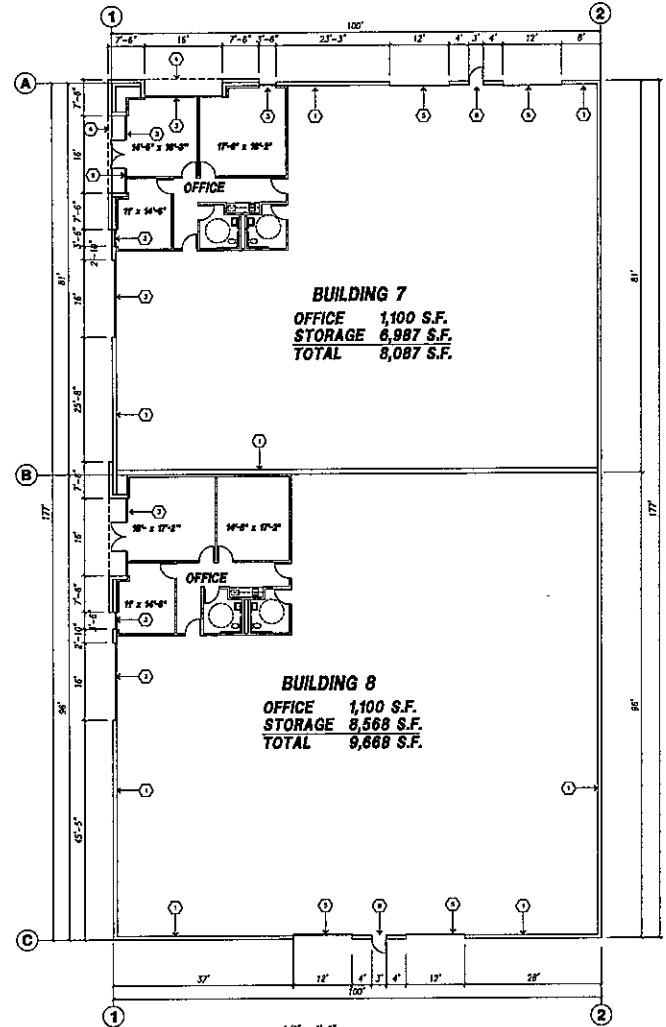 1 2
100'
7'-6" 16' 7'-6" 3'-6" 23'-3" 12' 4' 3' 4' 12' 8'
A
7'-6"
16'
7'-6"
3'-6"
2'-10"
16'
25'-8"
81'
177'
17'-6" x 16'-2"
OFFICE
11' x 14'-6"
BUILDING 7
OFFICE 1,100 S.F.
STORAGE 6,987 S.F.
TOTAL 8,087 S.F.
81'
177'
B
16'
7'-6"
2'-10"
16'
45'-5"
96'
14'-6" x 17'-2"
OFFICE
11' x 14'-6"
BUILDING 8
OFFICE 1,100 S.F.
STORAGE 8,568 S.F.
TOTAL 9,668 S.F.
96'
C
37' 12' 4' 3' 4' 12' 28'
100'
1 2